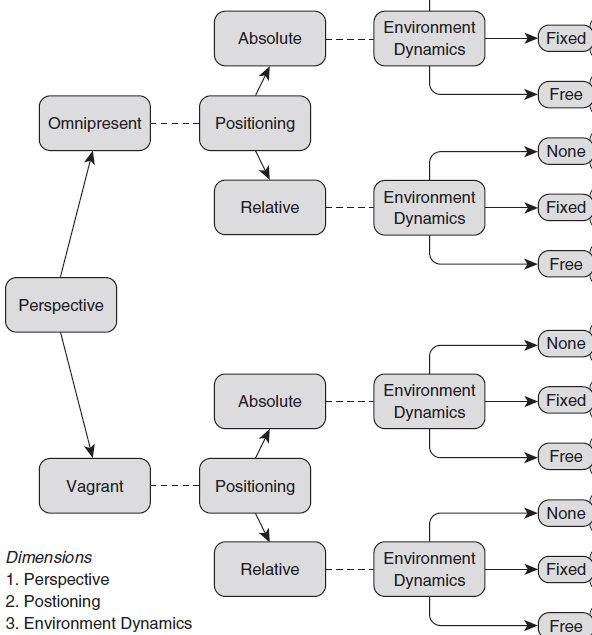 Absolute
Environment
Dynamics
Fixed
Free
Omnipresent
Positioning
None
Relative
Environment
Dynamics
Fixed
Free
Perspective
None
Absolute
Environment
Dynamics
Fixed
Free
Vagrant
Positioning
None
Relative
Environment
Dynamics
Fixed
Free
Dimensions
1. Perspective
2. Postioning
3. Environment Dynamics